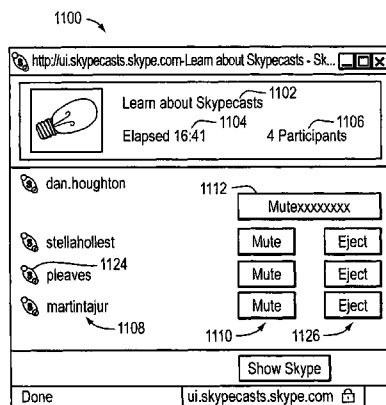 1100
http://ui.skypecasts.skype.com-Learn about Skypecasts - Sk...
Learn about Skypecasts 1102
1104 1106
Elapsed 16:41 4 Participants
dan.houghton
1112
Mutexxxxxxxx
stellahollest Mute Eject
1124
pleaves Mute Eject
martintajur Mute Eject
1108 1110 1126
Show Skype
Done ui.skypecasts.skype.com